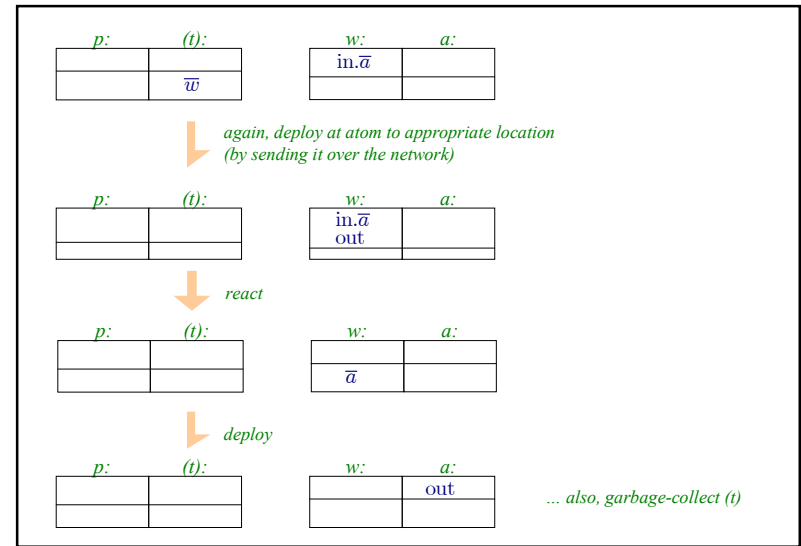 p: (t): w: a:
in.a̅
w̅
again, deploy at atom to appropriate location
(by sending it over the network)
p: (t): w: a:
in.a̅
out
react
p: (t): w: a:
a̅
deploy
p: (t): w: a:
out
... also, garbage-collect (t)